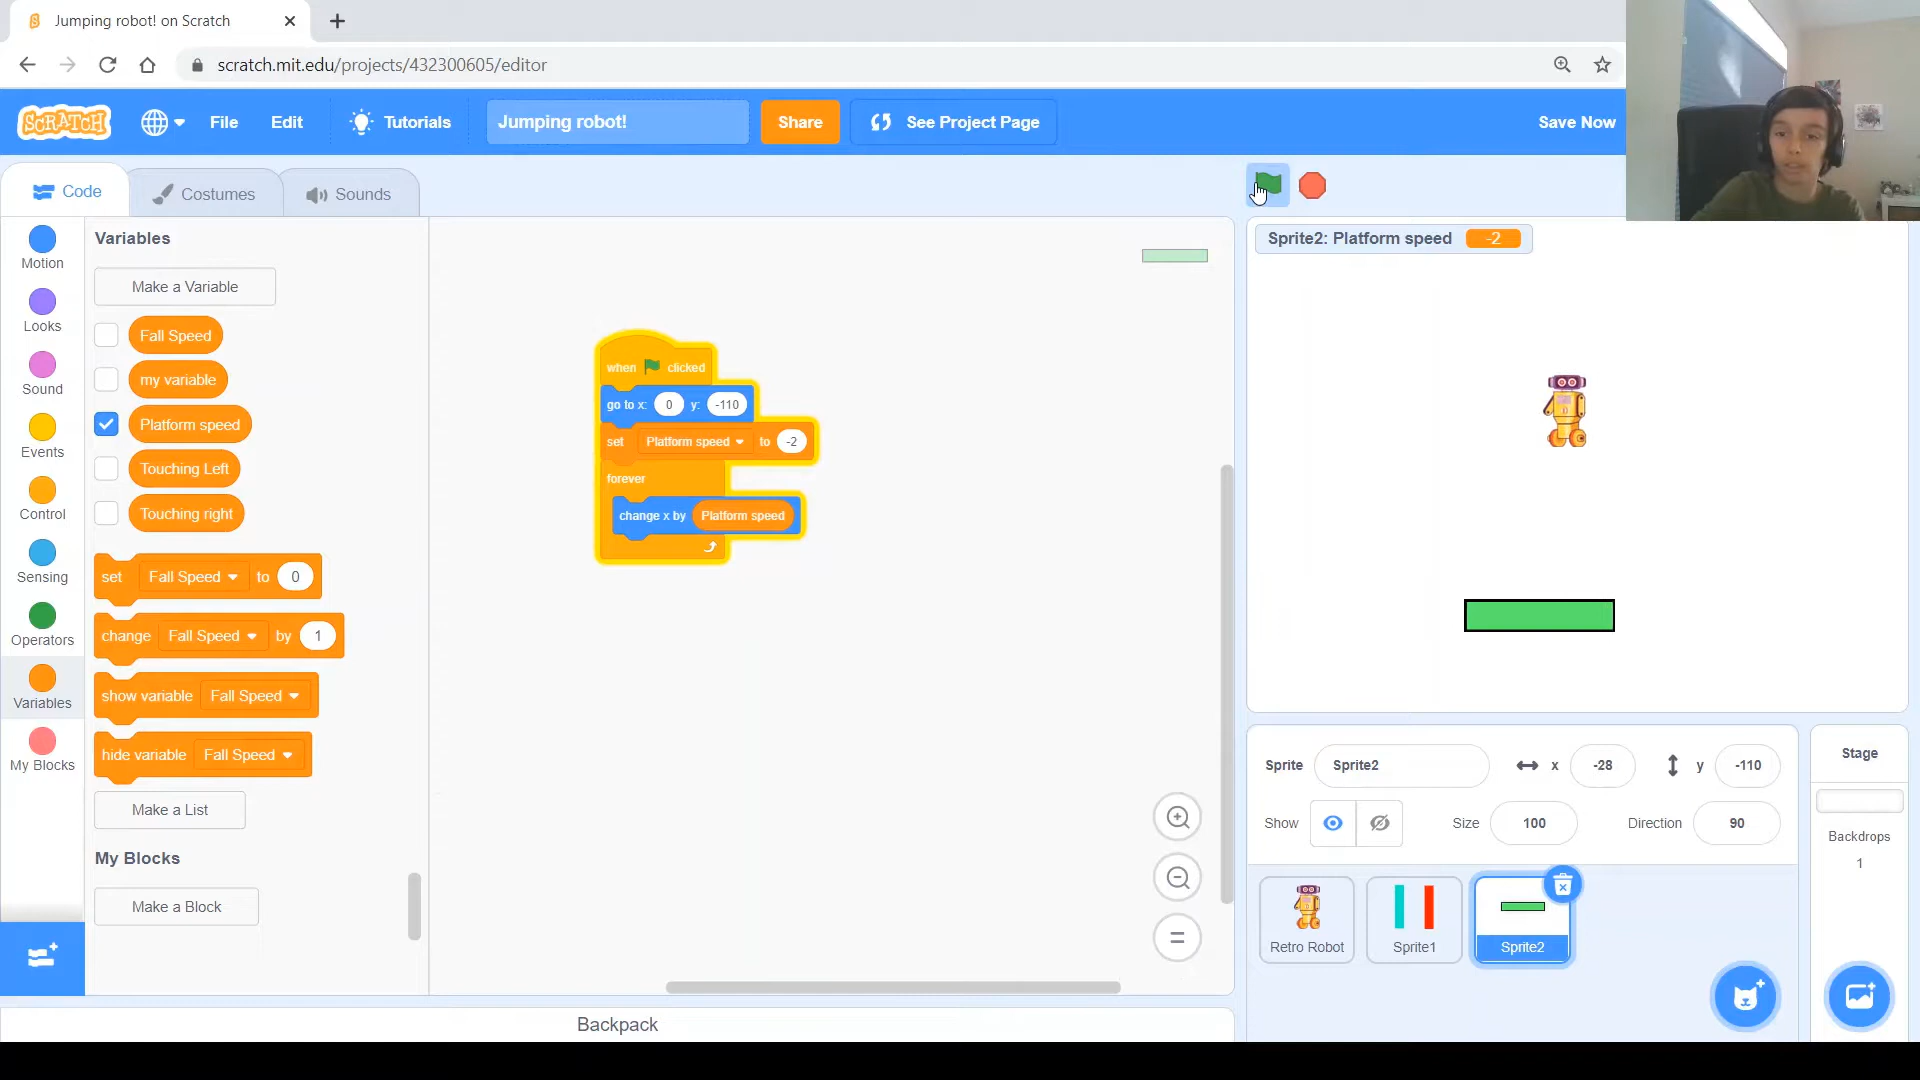 Jumping robot! on Scratch
scratch.mit.edu/projects/432300605/editor
SCRATCH
File
Edit
Tutorials
Jumping robot!
Share
See Project Page
Save Now
Code
Costumes
Sounds
Motion
Looks
Sound
Events
Control
Sensing
Operators
Variables
My Blocks
Variables
Make a Variable
Fall Speed
my variable
Platform speed
Touching Left
Touching right
set Fall Speed to 0
change Fall Speed by 1
show variable Fall Speed
hide variable Fall Speed
Make a List
My Blocks
Make a Block
when clicked
go to x: 0 y: -110
set Platform speed to -2
forever
change x by Platform speed
Backpack
Sprite2: Platform speed -2
Sprite Sprite2 x -28 y -110
Show Size 100 Direction 90
Retro Robot
Sprite1
Sprite2
Stage
Backdrops
1